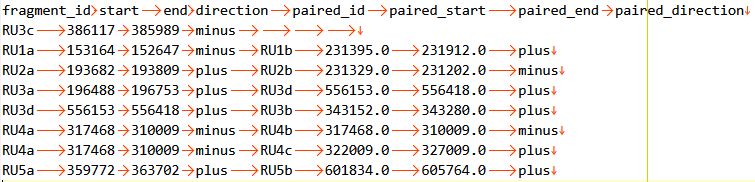 fragment_id	start	end	direction	paired_id	paired_start	paired_end	paired_direction
RU3c	386117	385989	minus
RU1a	153164	152647	minus	RU1b	231395.0	231912.0	plus
RU2a	193682	193809	plus	RU2b	231329.0	231202.0	minus
RU3a	196488	196753	plus	RU3d	556153.0	556418.0	plus
RU3d	556153	556418	plus	RU3b	343152.0	343280.0	plus
RU4a	317468	310009	minus	RU4b	317468.0	310009.0	minus
RU4a	317468	310009	minus	RU4c	322009.0	327009.0	plus
RU5a	359772	363702	plus	RU5b	601834.0	605764.0	plus